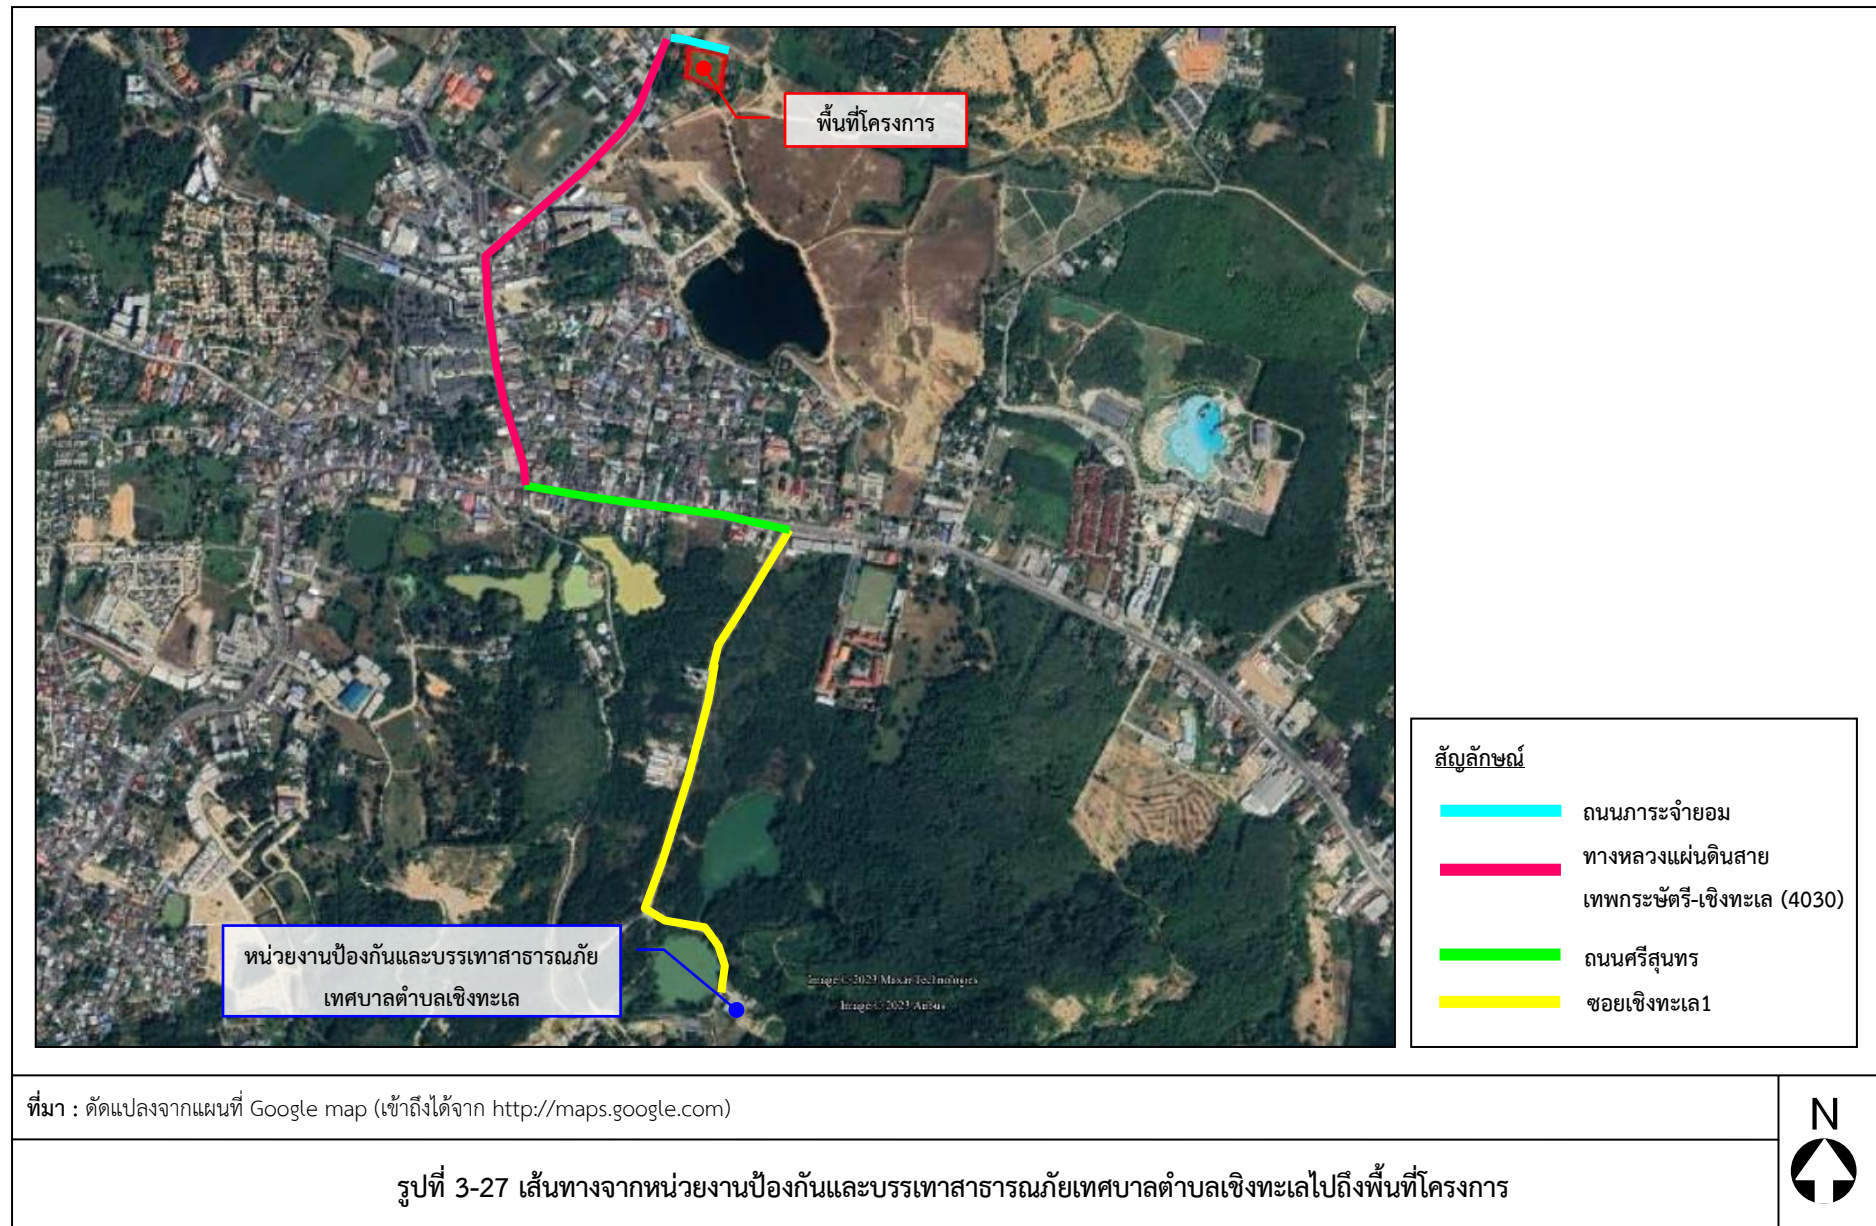 พื้นที่โครงการ
หน่วยงานป้องกันและบรรเทาสาธารณภัย
เทศบาลตำบลเชิงทะเล
Image © 2023 Maxar Technologies
Image © 2023 Airbus
สัญลักษณ์
ถนนภาระจำยอม
ทางหลวงแผ่นดินสาย
เทพกระษัตรี-เชิงทะเล (4030)
ถนนศรีสุนทร
ซอยเชิงทะเล1
ที่มา : ดัดแปลงจากแผนที่ Google map (เข้าถึงได้จาก http://maps.google.com)
N
รูปที่ 3-27 เส้นทางจากหน่วยงานป้องกันและบรรเทาสาธารณภัยเทศบาลตำบลเชิงทะเลไปถึงพื้นที่โครงการ